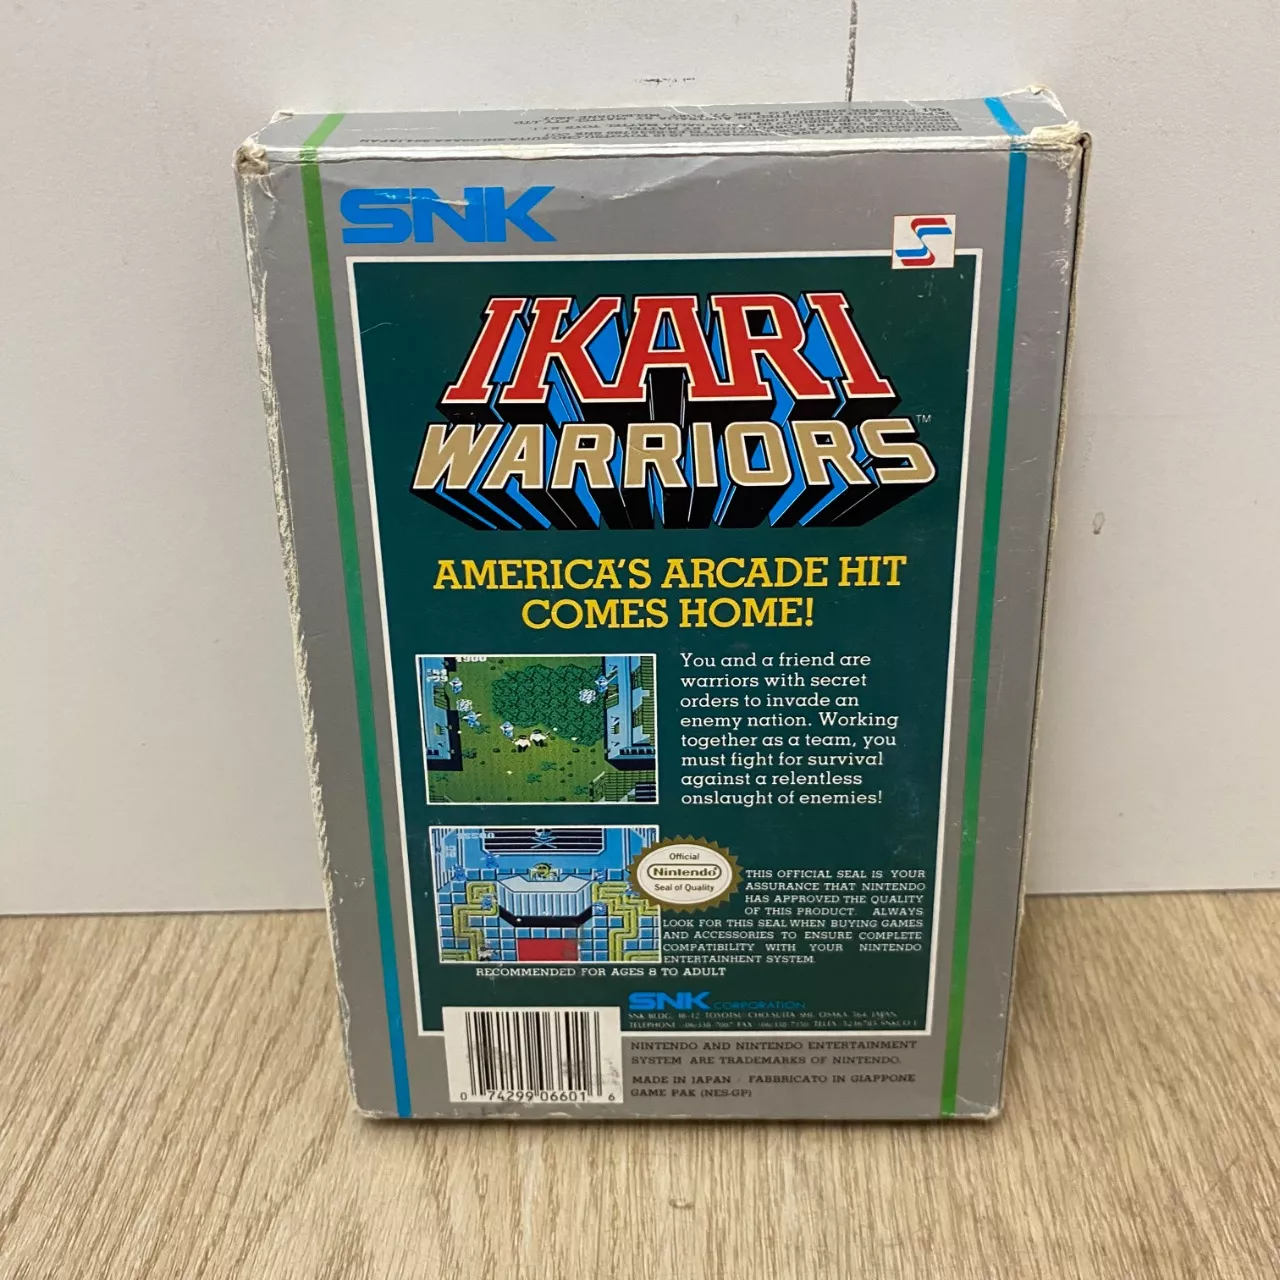 SNK
IKARI
WARRIORS™
AMERICA'S ARCADE HIT
COMES HOME!
You and a friend are
warriors with secret
orders to invade an
enemy nation. Working
together as a team, you
must fight for survival
against a relentless
onslaught of enemies!
Official
Nintendo®
Seal of Quality
THIS OFFICIAL SEAL IS YOUR
ASSURANCE THAT NINTENDO
HAS APPROVED THE QUALITY
OF THIS PRODUCT. ALWAYS
LOOK FOR THIS SEAL WHEN BUYING GAMES
AND ACCESSORIES TO ENSURE COMPLETE
COMPATIBILITY WITH YOUR NINTENDO
ENTERTAINHENT SYSTEM.
RECOMMENDED FOR AGES 8 TO ADULT
SNK CORPORATION
NINTENDO AND NINTENDO ENTERTAINMENT
SYSTEM ARE TRADEMARKS OF NINTENDO.
MADE IN JAPAN / FABBRICATO IN GIAPPONE
GAME PAK (NES-GP)
0 74299 06601 6